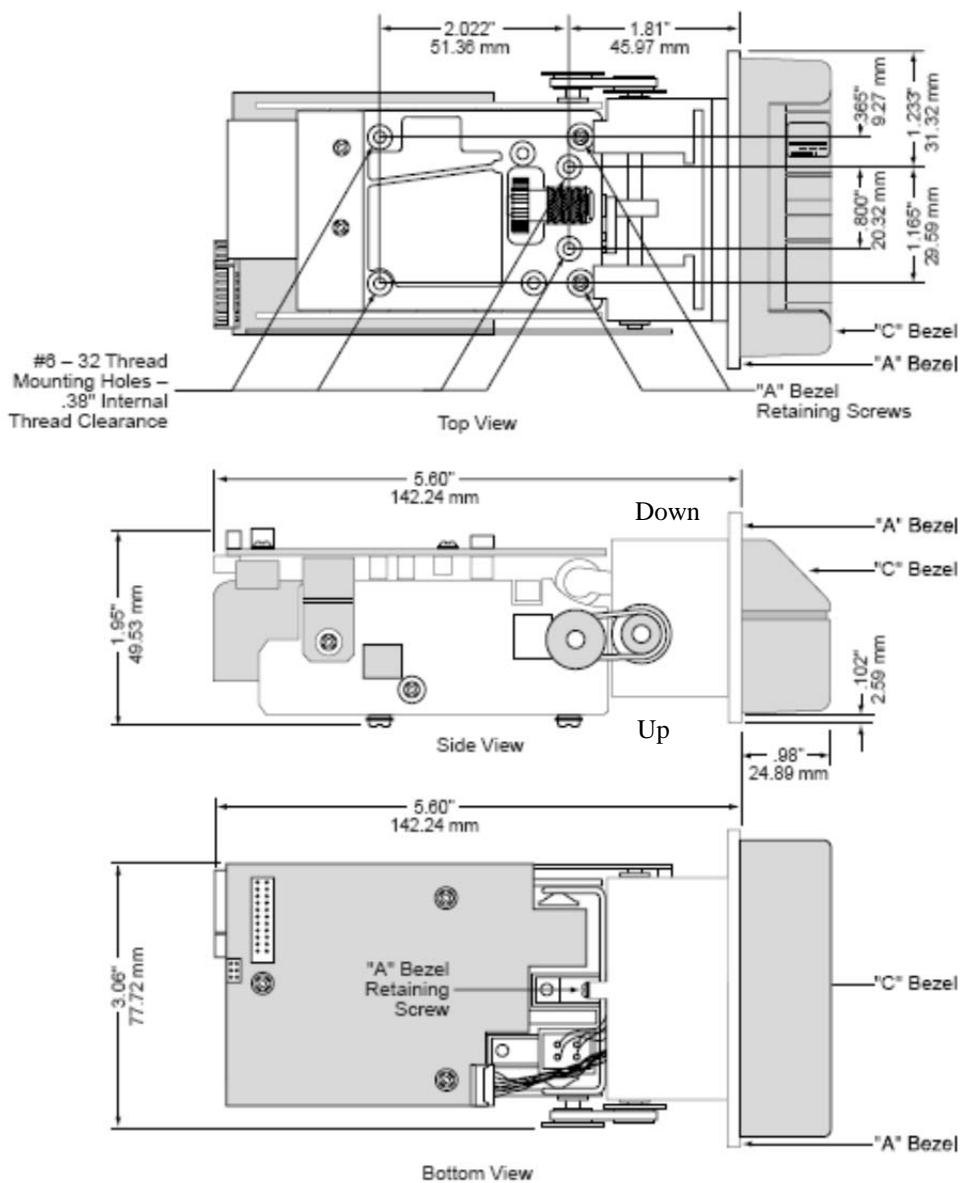 2.022"
51.36 mm
1.81"
45.97 mm
.365"
9.27 mm
1.233"
31.32 mm
.800"
20.32 mm
1.165"
29.59 mm
"C" Bezel
"A" Bezel
#6 – 32 Thread
Mounting Holes –
.38" Internal
Thread Clearance
"A" Bezel
Retaining Screws
Top View
5.60"
142.24 mm
Down
"A" Bezel
"C" Bezel
1.95"
49.53 mm
.102"
2.59 mm
Up
Side View
.98"
24.89 mm
5.60"
142.24 mm
3.06"
77.72 mm
"A" Bezel
Retaining
Screw
"C" Bezel
"A" Bezel
Bottom View